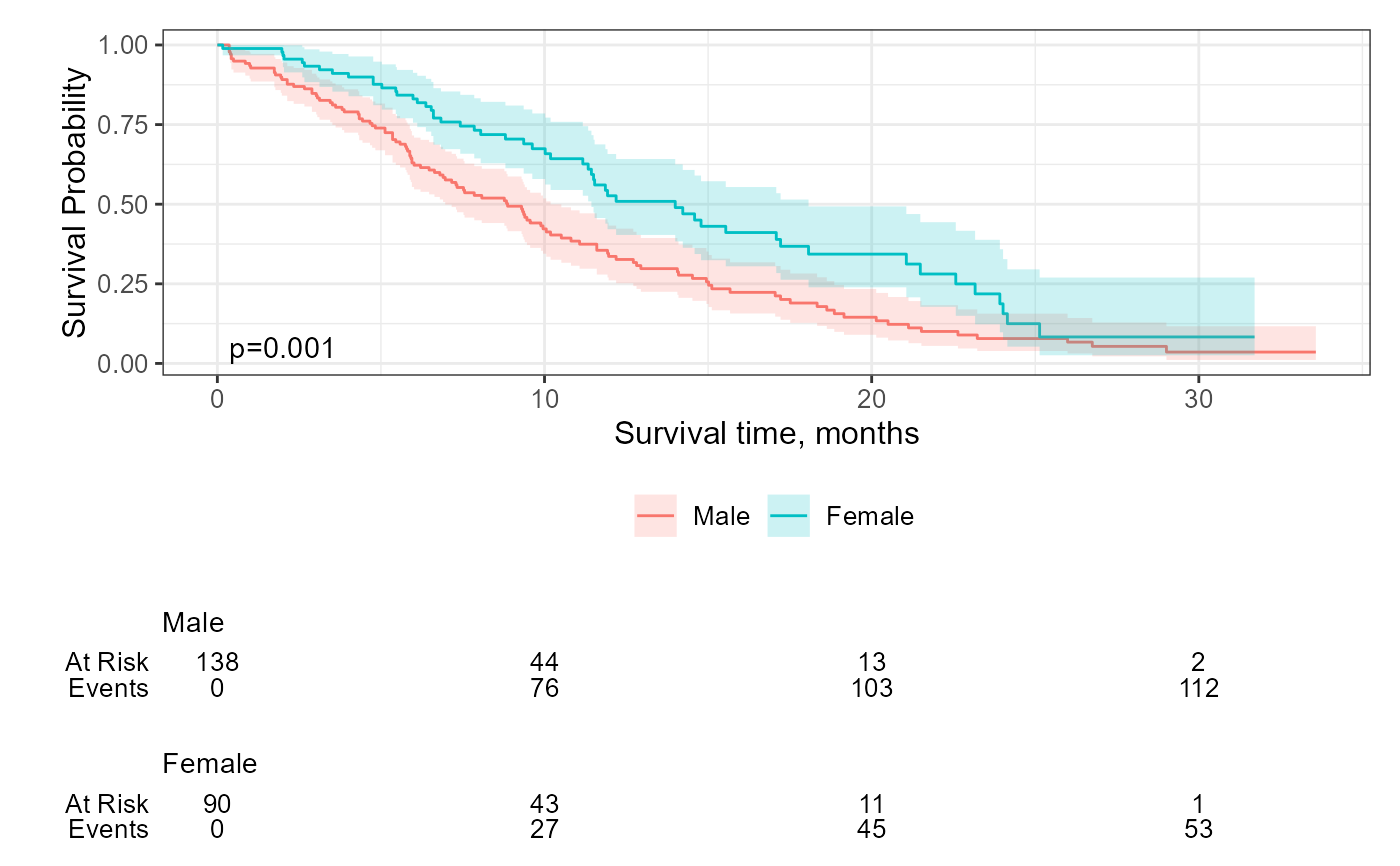 Survival Probability
1.00
0.75
0.50
0.25
0.00
p=0.001
0 10 20 30
Survival time, months
Male Female
Male
At Risk 138 44 13 2
Events 0 76 103 112
Female
At Risk 90 43 11 1
Events 0 27 45 53